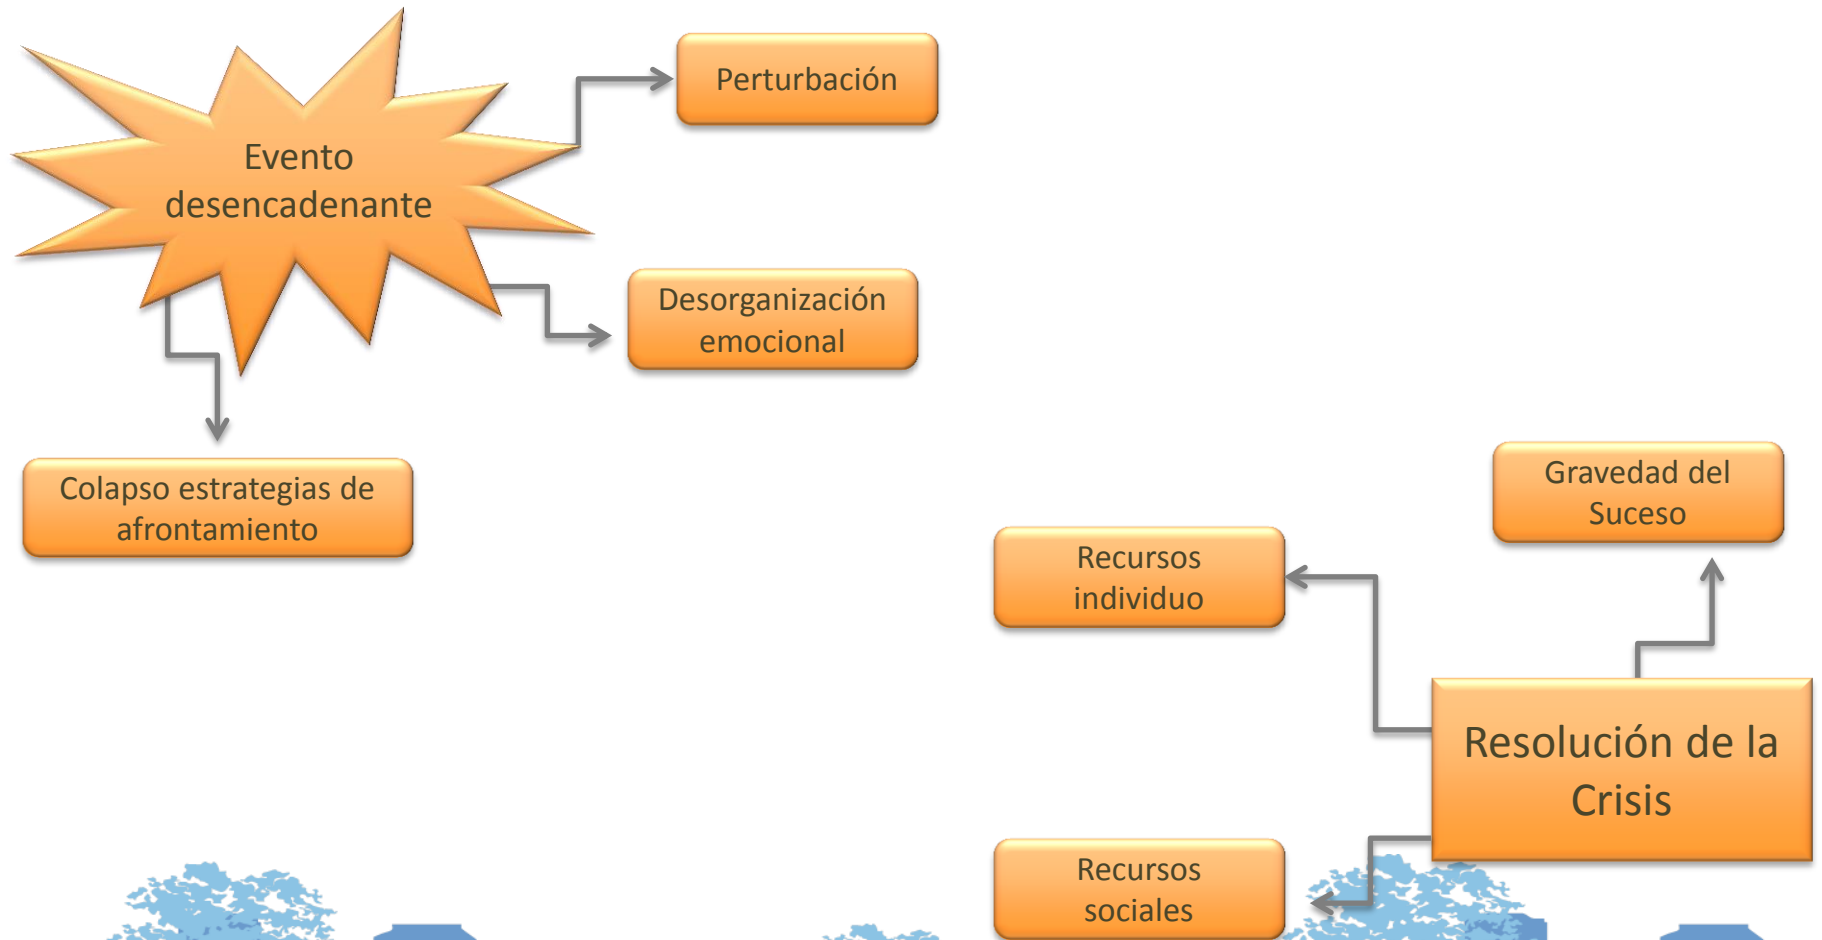 Perturbación
Evento
desencadenante
Desorganización
emocional
Colapso estrategias de
afrontamiento
Gravedad del
Suceso
Recursos
individuo
Resolución de la
Crisis
Recursos
sociales